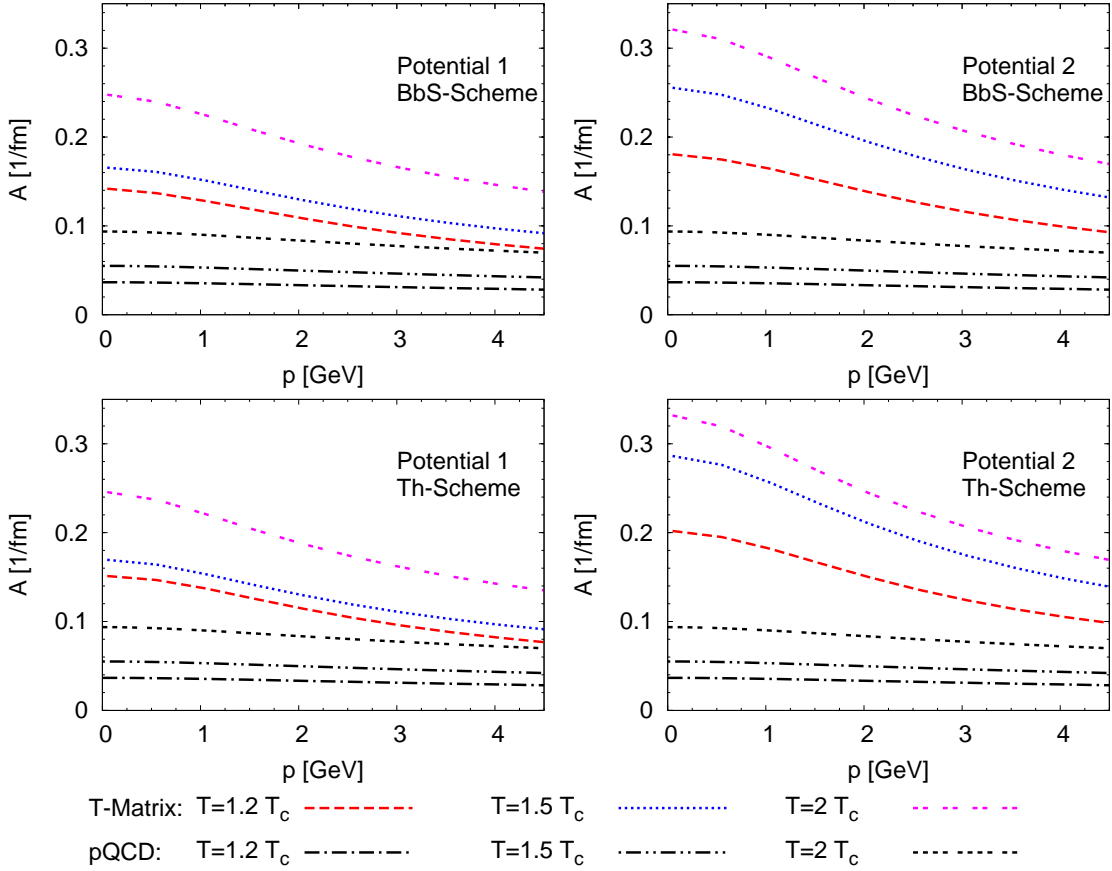 A [1/fm]
0.3
0.2
0.1
0
Potential 1
BbS-Scheme
0 1 2 3 4
p [GeV]
A [1/fm]
0.3
0.2
0.1
0
Potential 2
BbS-Scheme
0 1 2 3 4
p [GeV]
A [1/fm]
0.3
0.2
0.1
0
Potential 1
Th-Scheme
0 1 2 3 4
p [GeV]
A [1/fm]
0.3
0.2
0.1
0
Potential 2
Th-Scheme
0 1 2 3 4
p [GeV]
T-Matrix: T=1.2 T_c T=1.5 T_c T=2 T_c
pQCD: T=1.2 T_c T=1.5 T_c T=2 T_c